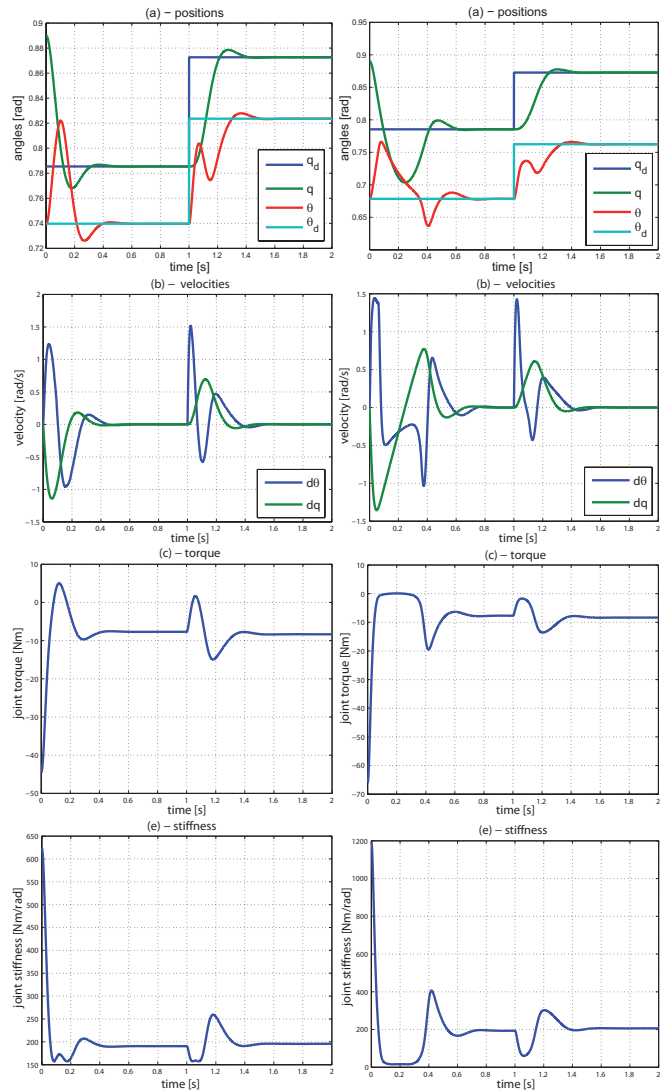 (a) – positions
angles [rad]
0.9
0.88
0.86
0.84
0.82
0.8
0.78
0.76
0.74
0.72
q_d
q
θ
θ_d
0 0.2 0.4 0.6 0.8 1 1.2 1.4 1.6 1.8 2
time [s]
(a) – positions
angles [rad]
0.95
0.9
0.85
0.8
0.75
0.7
0.65
q_d
q
θ
θ_d
0 0.2 0.4 0.6 0.8 1 1.2 1.4 1.6 1.8 2
time [s]
(b) – velocities
velocity [rad/s]
2
1.5
1
0.5
0
−0.5
−1
−1.5
dθ
dq
0 0.2 0.4 0.6 0.8 1 1.2 1.4 1.6 1.8 2
time [s]
(b) – velocities
velocity [rad/s]
1.5
1
0.5
0
−0.5
−1
−1.5
dθ
dq
0 0.2 0.4 0.6 0.8 1 1.2 1.4 1.6 1.8 2
time [s]
(c) – torque
joint torque [Nm]
10
0
−10
−20
−30
−40
−50
0 0.2 0.4 0.6 0.8 1 1.2 1.4 1.6 1.8 2
time [s]
(c) – torque
joint torque [Nm]
10
0
−10
−20
−30
−40
−50
−60
−70
0 0.2 0.4 0.6 0.8 1 1.2 1.4 1.6 1.8 2
time [s]
(e) – stiffness
joint stiffness [Nm/rad]
650
600
550
500
450
400
350
300
250
200
150
0 0.2 0.4 0.6 0.8 1 1.2 1.4 1.6 1.8 2
time [s]
(e) – stiffness
joint stiffness [Nm/rad]
1200
1000
800
600
400
200
0
0 0.2 0.4 0.6 0.8 1 1.2 1.4 1.6 1.8 2
time [s]